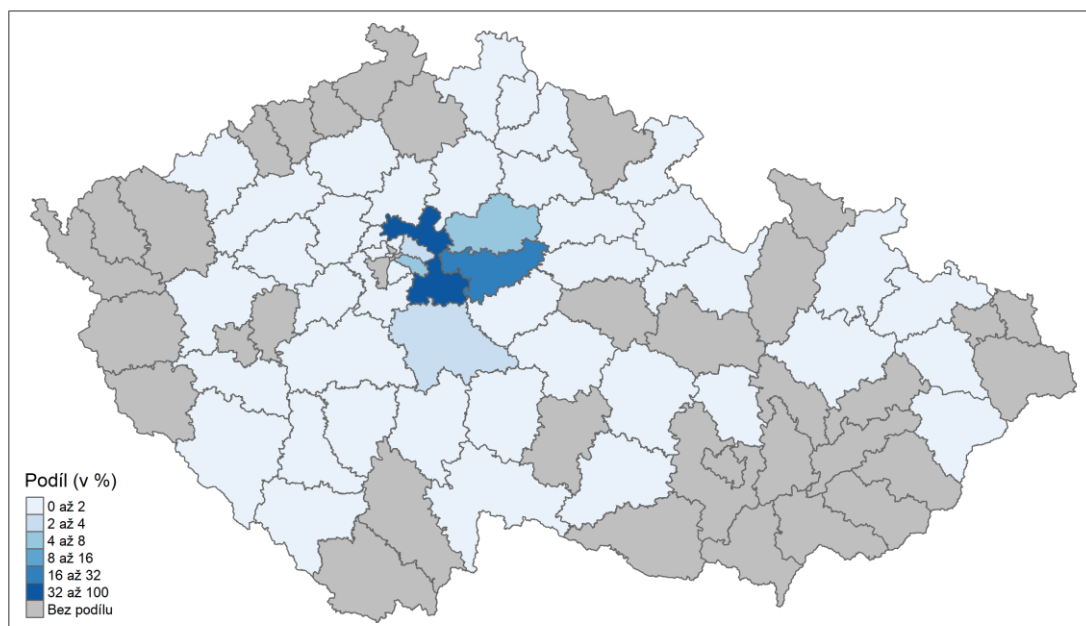 Podíl (v %)
0 až 2
2 až 4
4 až 8
8 až 16
16 až 32
32 až 100
Bez podílu